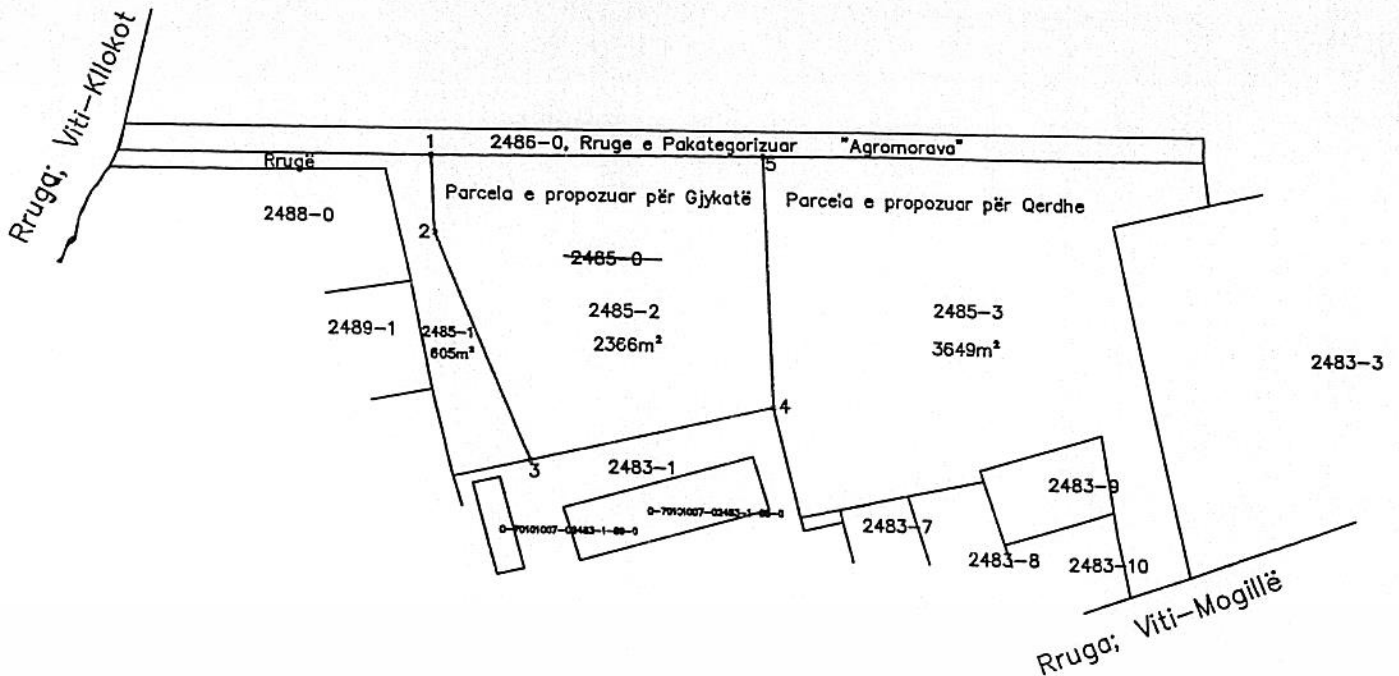 Rruga; Viti-Kllokot
2486-0, Rruge e Pakategorizuar "Agromorava"
1
5
Rrugë
2488-0
Parcela e propozuar për Gjykatë
Parcela e propozuar për Qerdhe
2
2485-0
2485-2
2366m²
2485-3
3649m²
2489-1
2485-1
605m²
2483-3
4
3
2483-1
2483-9
2483-7
2483-8
2483-10
Rruga; Viti-Mogillë